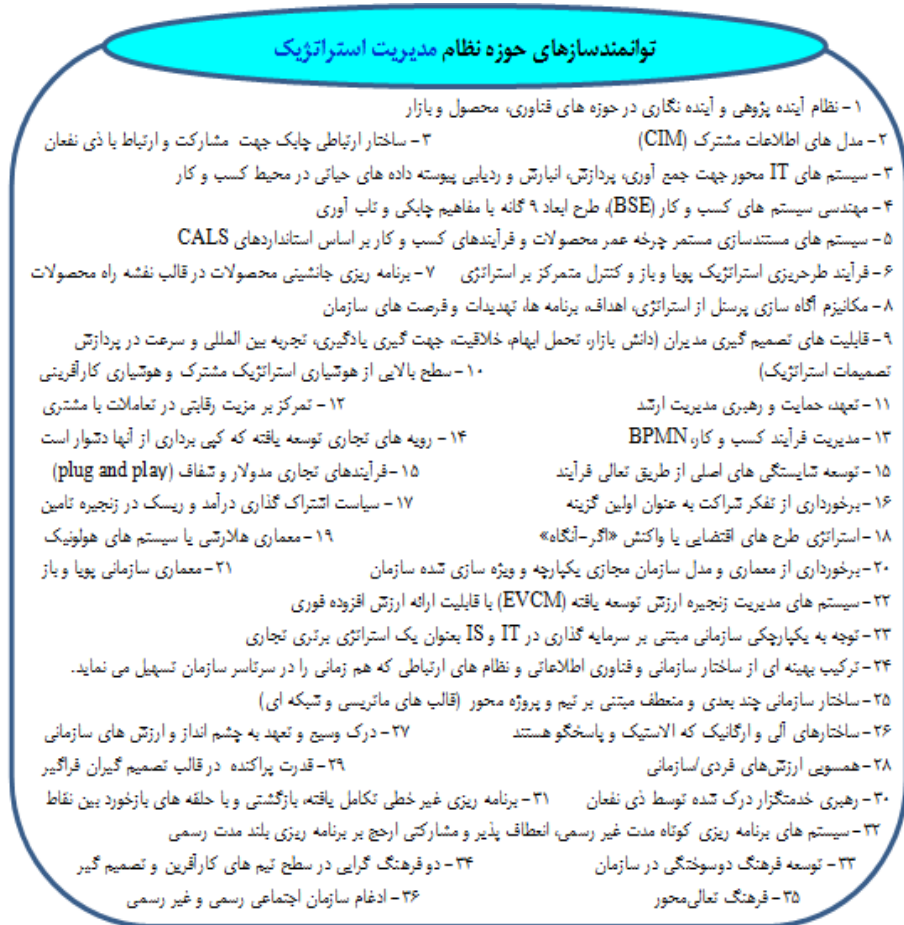 توانمندسازهای حوزه نظام مدیریت استراتژیک
۱- نظام آینده پژوهی و آینده نگاری در حوزه های فناوری، محصول و بازار
۲- مدل های اطلاعات مشترک (CIM) ۳- ساختار ارتباطی چابک جهت مشارکت و ارتباط با ذی نفعان
۳- سیستم های IT محور جهت جمع آوری، پردازش، انبارش و ردیابی پیوسته داده های حیاتی در محیط کسب و کار
۴- مهندسی سیستم های کسب و کار (BSE)، طرح ابعاد ۹ گانه با مفاهیم چابکی و تاب آوری
۵- سیستم های مستندسازی مستمر چرخه عمر محصولات و فرآیندهای کسب و کار بر اساس استانداردهای CALS
۶- فرآیند طرحریزی استراتژیک پویا و باز و کنترل متمرکز بر استراتژی ۷- برنامه ریزی جانشینی محصولات در قالب نقشه راه محصولات
۸- مکانیزم آگاه سازی پرسنل از استراتژی، اهداف، برنامه ها، تهدیدات و فرصت های سازمان
۹- قابلیت های تصمیم گیری مدیران (دانش بازار، تحمل ابهام، خلاقیت، جهت گیری یادگیری، تجربه بین المللی و سرعت در پردازش
تصمیمات استراتژیک) ۱۰- سطح بالایی از هوشیاری استراتژیک مشترک و هوشیاری کارآفرینی
۱۱- تعهد، حمایت و رهبری مدیریت ارشد ۱۲- تمرکز بر مزیت رقابتی در تعاملات با مشتری
۱۳- مدیریت فرآیند کسب و کار، BPMN ۱۴- رویه های تجاری توسعه یافته که کپی برداری از آنها دشوار است
۱۵- توسعه شایستگی های اصلی از طریق تعالی فرآیند ۱۵- فرآیندهای تجاری مدولار و شفاف (plug and play)
۱۶- برخورداری از تفکر شراکت به عنوان اولین گزینه ۱۷- سیاست اشتراک گذاری درآمد و ریسک در زنجیره تامین
۱۸- استراتژی طرح های اقتضایی یا واکنش «اگر-آنگاه» ۱۹- معماری هلارشی یا سیستم های هولونیک
۲۰- برخورداری از معماری و مدل سازمان مجازی یکپارچه و ویژه سازی شده سازمان ۲۱- معماری سازمانی پویا و باز
۲۲- سیستم های مدیریت زنجیره ارزش توسعه یافته (EVCM) با قابلیت ارائه ارزش افزوده فوری
۲۳- توجه به یکپارچکی سازمانی مبتنی بر سرمایه گذاری در IT و IS بعنوان یک استراتژی برتری تجاری
۲۴- ترکیب بهینه ای از ساختار سازمانی و فناوری اطلاعاتی و نظام های ارتباطی که هم زمانی را در سرتاسر سازمان تسهیل می نماید.
۲۵- ساختار سازمانی چند بعدی و منعطف مبتنی بر تیم و پروژه محور (قالب های ماتریسی و شبکه ای)
۲۶- ساختارهای آلی و ارگانیک که الاستیک و پاسخگو هستند ۲۷- درک وسیع و تعهد به چشم انداز و ارزش های سازمانی
۲۸- همسویی ارزش‌های فردی/سازمانی ۲۹- قدرت پراکنده در قالب تصمیم گیران فراگیر
۳۰- رهبری خدمتگزار درک شده توسط ذی نفعان ۳۱- برنامه ریزی غیر خطی تکامل یافته، بازگشتی و با حلقه های بازخورد بین نقاط
۳۲- سیستم های برنامه ریزی کوتاه مدت غیر رسمی، انعطاف پذیر و مشارکتی ارجح بر برنامه ریزی بلند مدت رسمی
۳۳- توسعه فرهنگ دوسوختگی در سازمان ۳۴- دو فرهنگ گرایی در سطح تیم های کارآفرین و تصمیم گیر
۳۵- فرهنگ تعالی‌محور ۳۶- ادغام سازمان اجتماعی رسمی و غیر رسمی